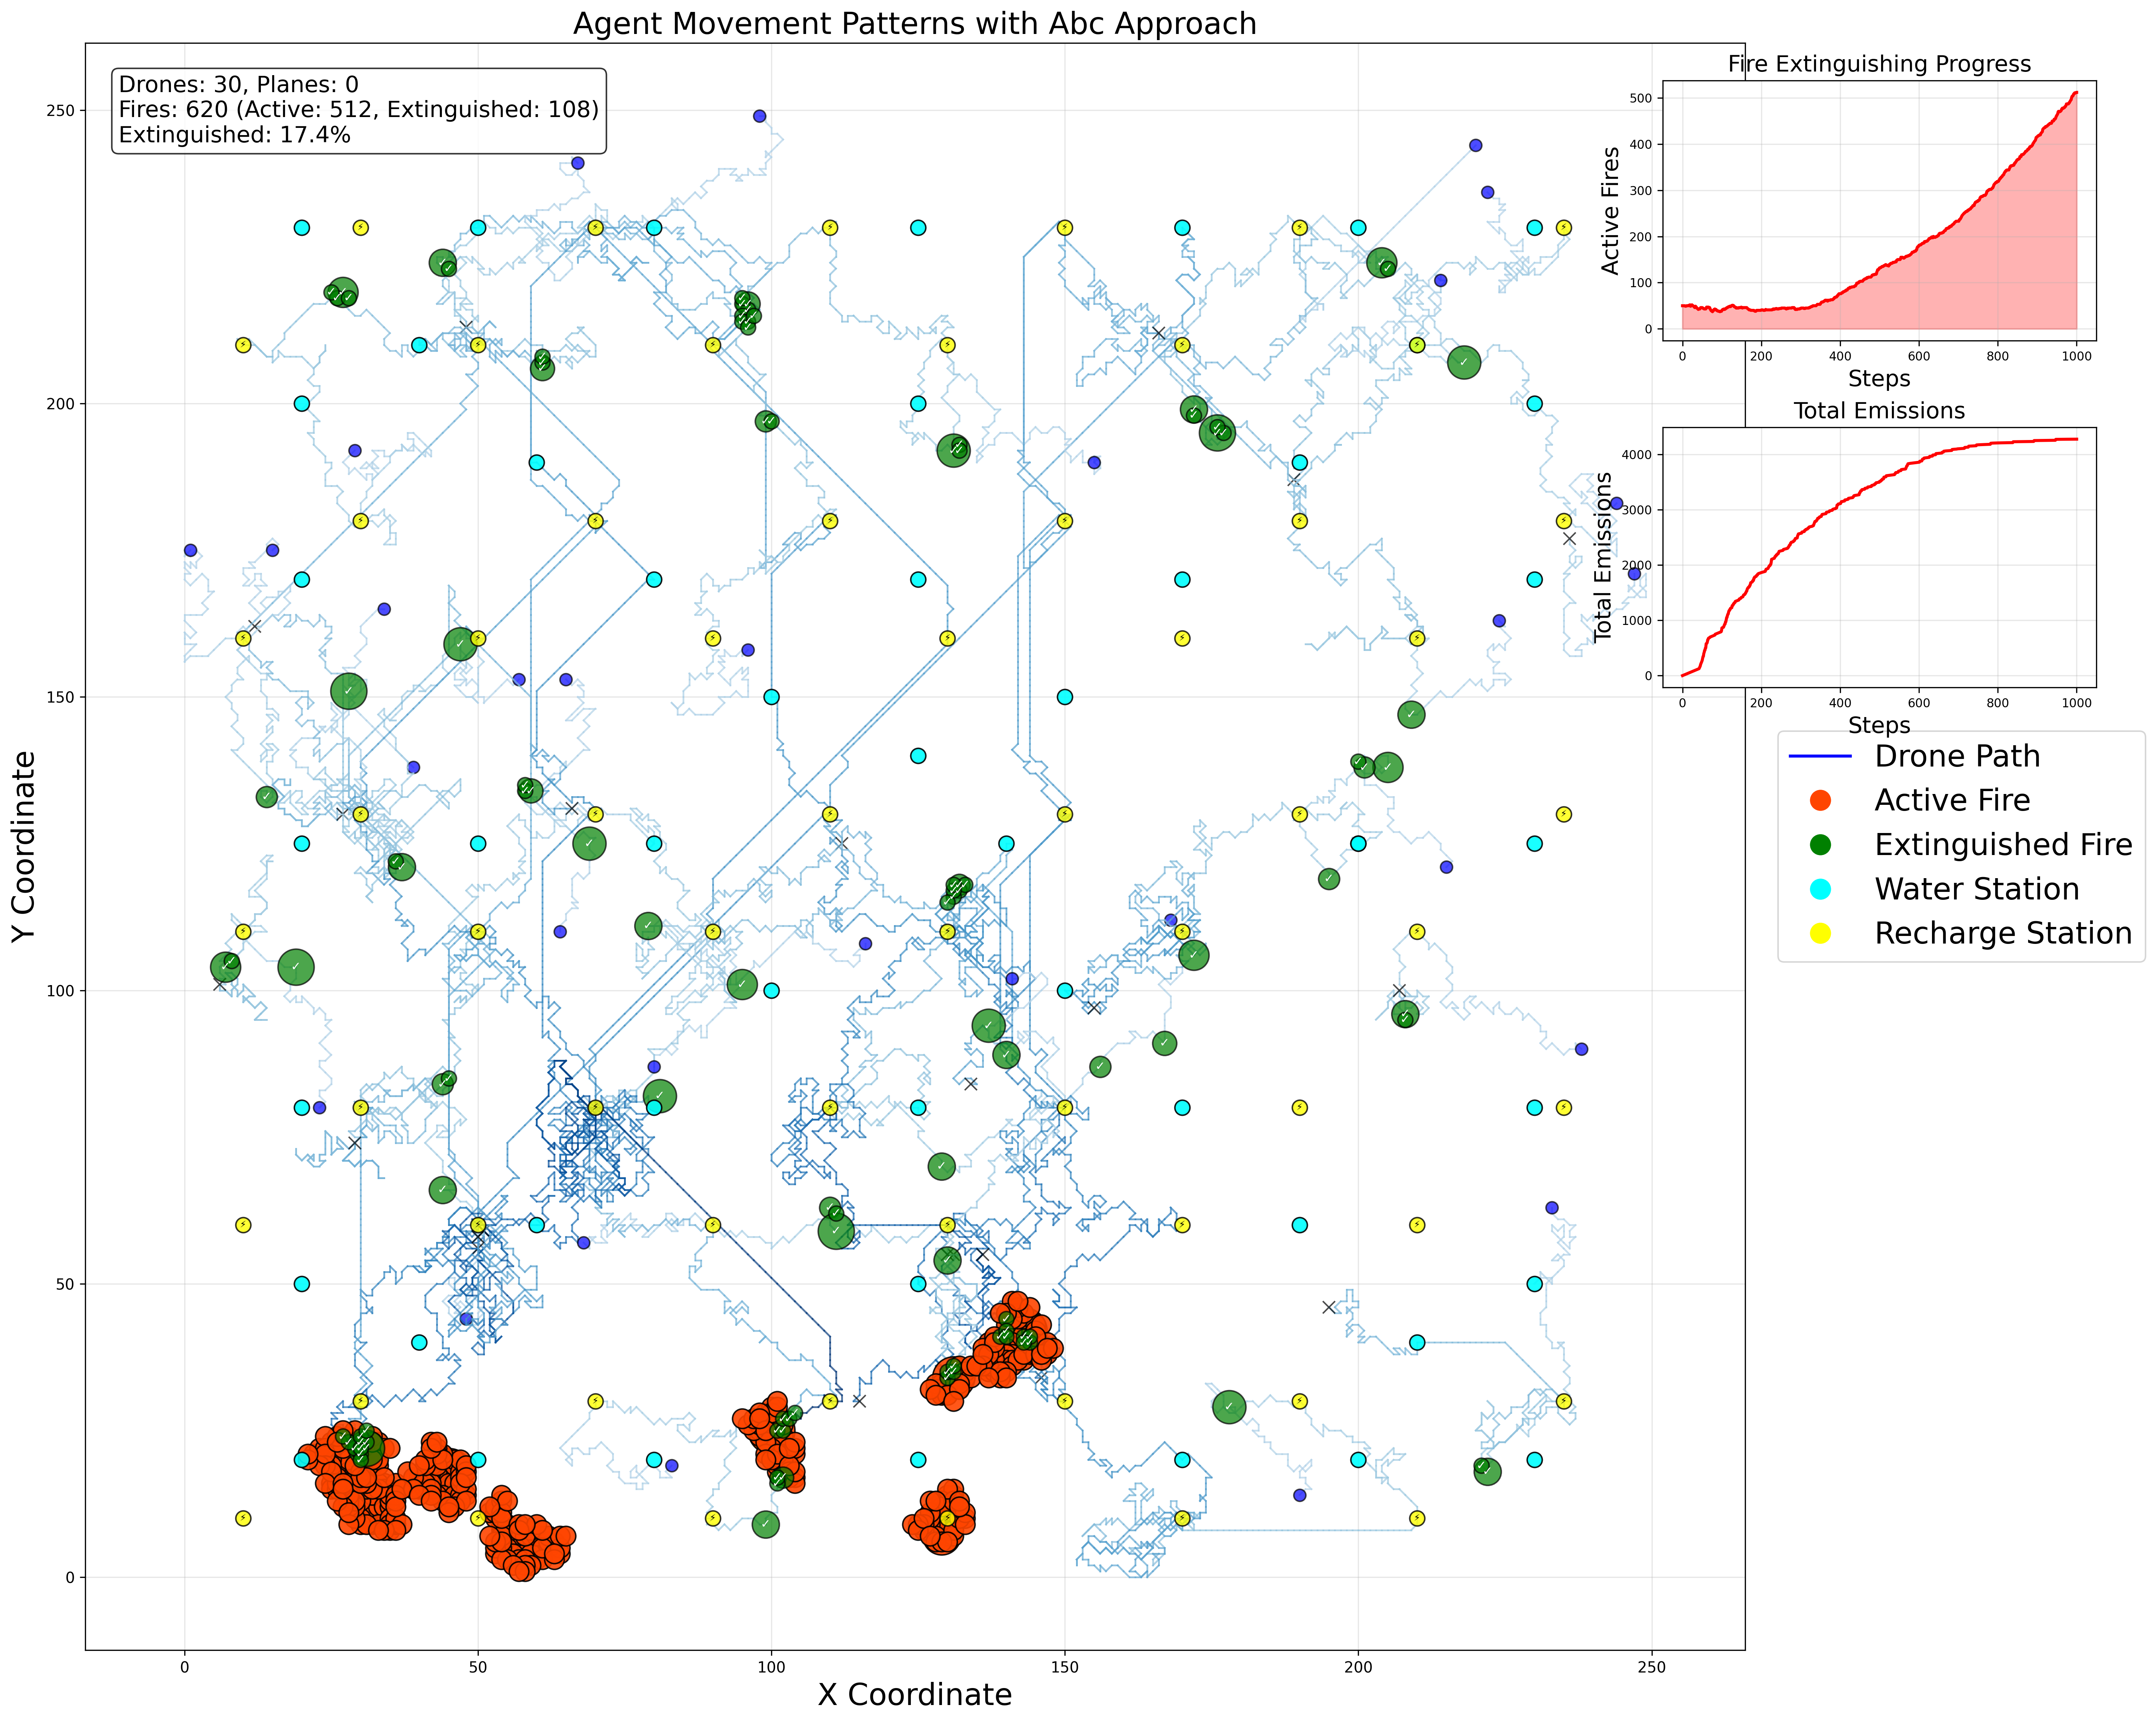 Agent Movement Patterns with Abc Approach
Drones: 30, Planes: 0
Fires: 620 (Active: 512, Extinguished: 108)
Extinguished: 17.4%
Y Coordinate
250
200
150
100
50
0
0 50 100 150 200 250
X Coordinate
Fire Extinguishing Progress
Active Fires
500
400
300
200
100
0
0 200 400 600 800 1000
Steps
Total Emissions
Total Emissions
4000
3000
2000
1000
0
0 200 400 600 800 1000
Steps
Drone Path
Active Fire
Extinguished Fire
Water Station
Recharge Station